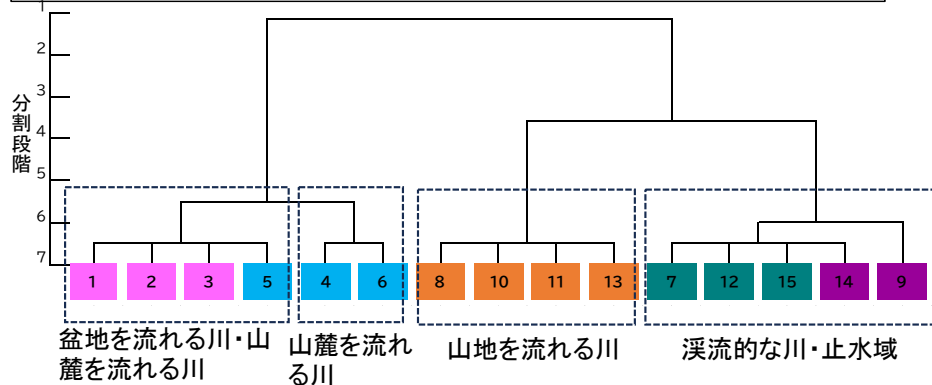 1
2
3
4
5
6
7
分割段階
1 2 3 5 4 6 8 10 11 13 7 12 15 14 9
盆地を流れる川・山
麓を流れる川
山麓を流れ
る川
山地を流れる川
渓流的な川・止水域